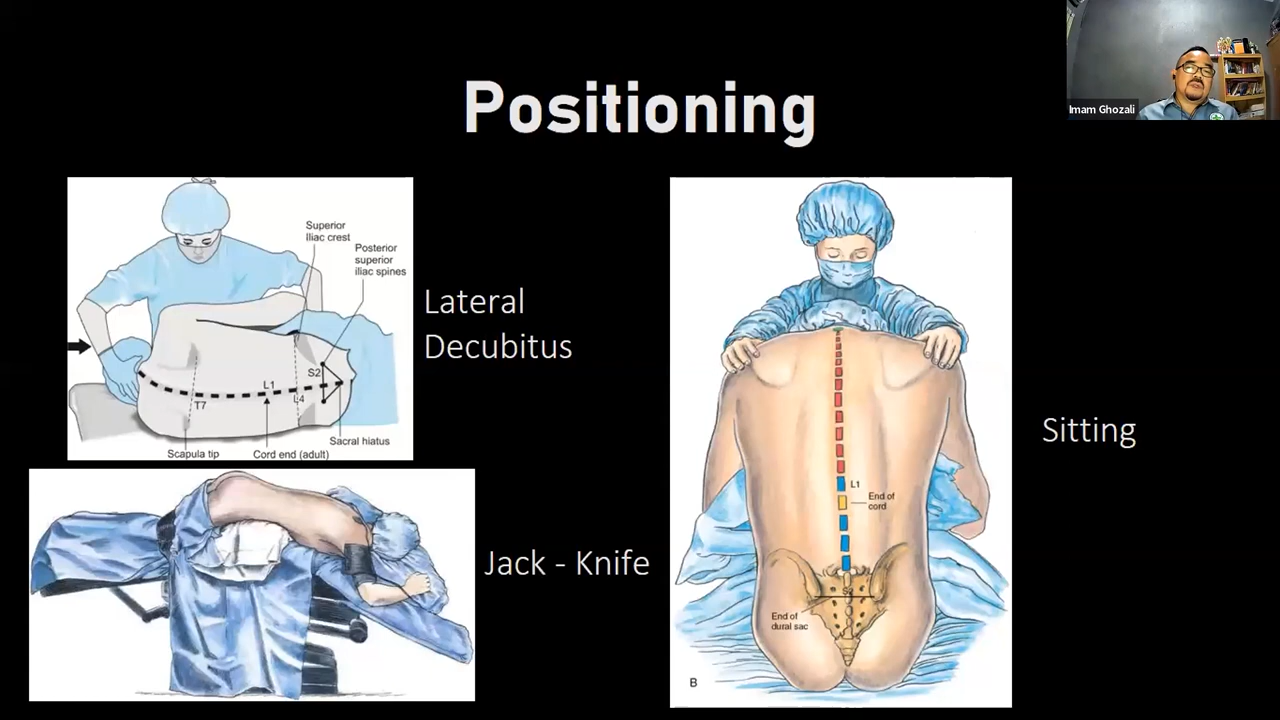 Positioning
Imam Ghozali
Superior
Iliac crest
Posterior
superior
iliac spines
S2
L1
L4
T7
Sacral hiatus
Scapula tip
Cord end (adult)
Lateral
Decubitus
Jack - Knife
L1
End of
cord
S2
End of
dural sac
B
Sitting